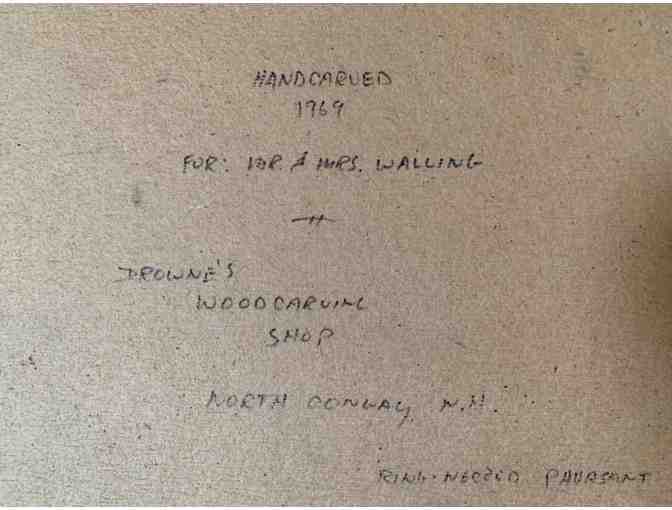 HANDCARVED
1969
FOR: MR. & MRS. WALLING
DROWNE'S
WOODCARVING
SHOP
NORTH CONWAY, N.H.
RING-NECKED PHEASANT